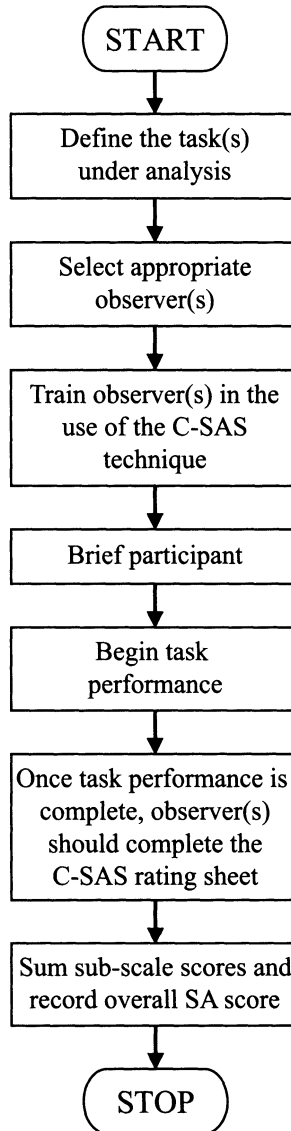 START
Define the task(s)
under analysis
Select appropriate
observer(s)
Train observer(s) in the
use of the C-SAS
technique
Brief participant
Begin task
performance
Once task performance is
complete, observer(s)
should complete the
C-SAS rating sheet
Sum sub-scale scores and
record overall SA score
STOP